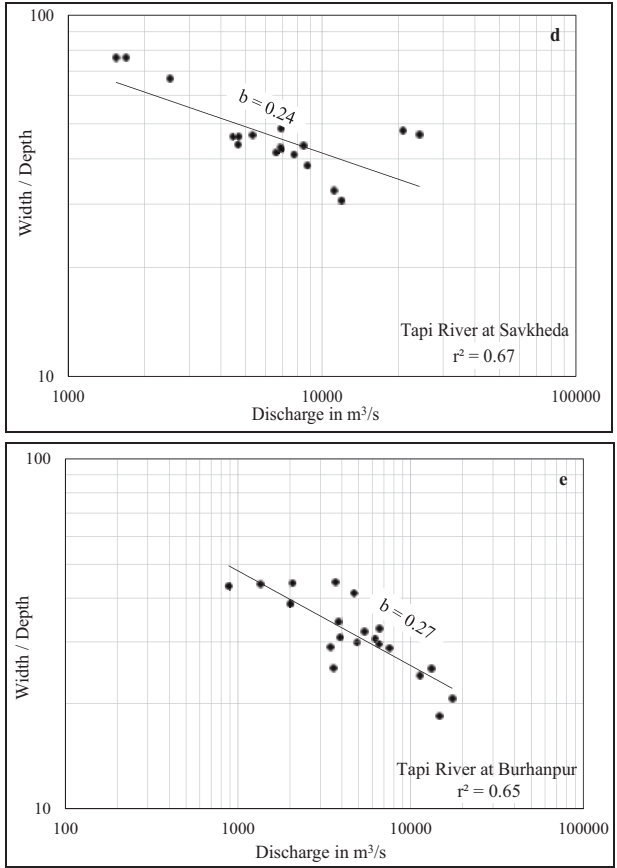 100
d
b = 0.24
Width / Depth
Tapi River at Savkheda
r² = 0.67
10
1000
10000
100000
Discharge in m³/s
100
e
b = 0.27
Width / Depth
Tapi River at Burhanpur
r² = 0.65
10
100
1000
10000
100000
Discharge in m³/s